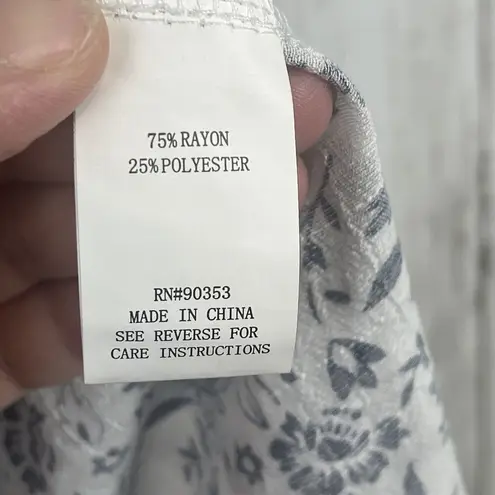 75% RAYON
25% POLYESTER
RN#90353
MADE IN CHINA
SEE REVERSE FOR
CARE INSTRUCTIONS